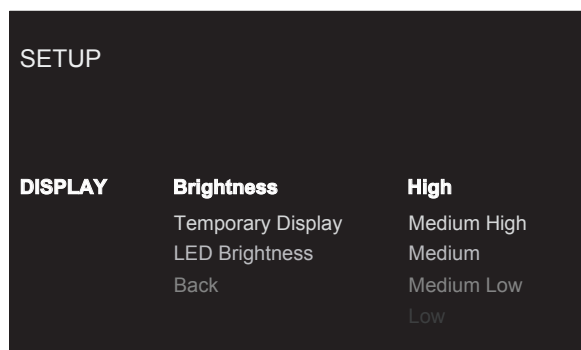 SETUP
DISPLAY Brightness High
Temporary Display Medium High
LED Brightness Medium
Back Medium Low
Low